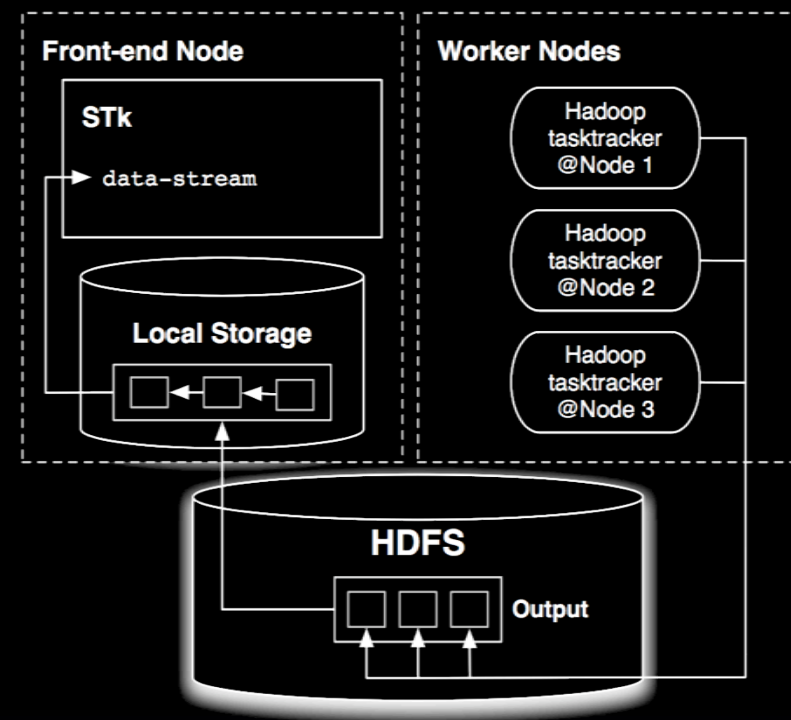 Front-end Node
STk
data-stream
Local Storage
Worker Nodes
Hadoop
tasktracker
@Node 1
Hadoop
tasktracker
@Node 2
Hadoop
tasktracker
@Node 3
HDFS
Output